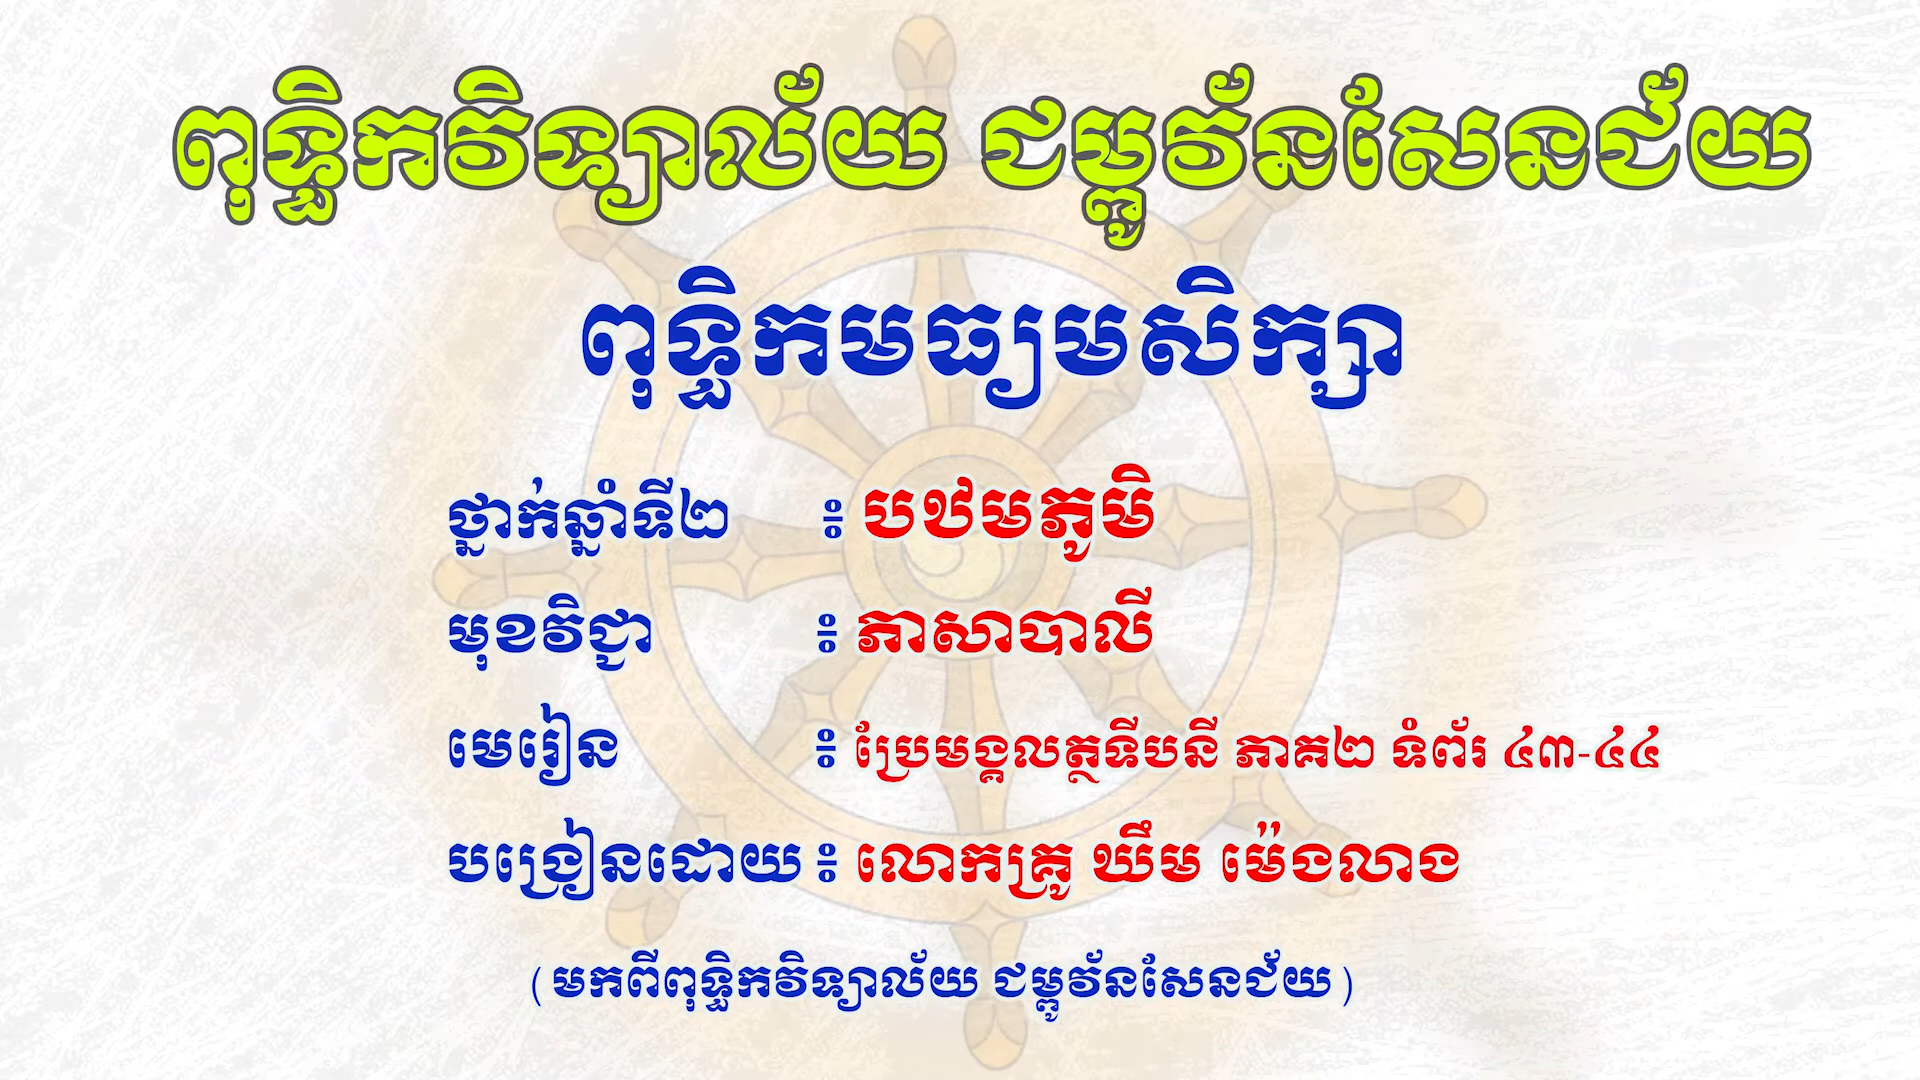 ពុទ្ធិកវិទ្យាល័យ ជម្ពូវ័នសែនជ័យ
ពុទ្ធិកមធ្យមសិក្សា
ថ្នាក់ឆ្នាំទី២ ៖ បឋមភូមិ
មុខវិជ្ជា ៖ ភាសាបាលី
មេរៀន ៖ ប្រែមង្គលត្ថទីបនី ភាគ២ ទំព័រ ៤៣-៤៤
បង្រៀនដោយ ៖ លោកគ្រូ ឃឹម ម៉េងលាង
(មកពីពុទ្ធិកវិទ្យាល័យ ជម្ពូវ័នសែនជ័យ)